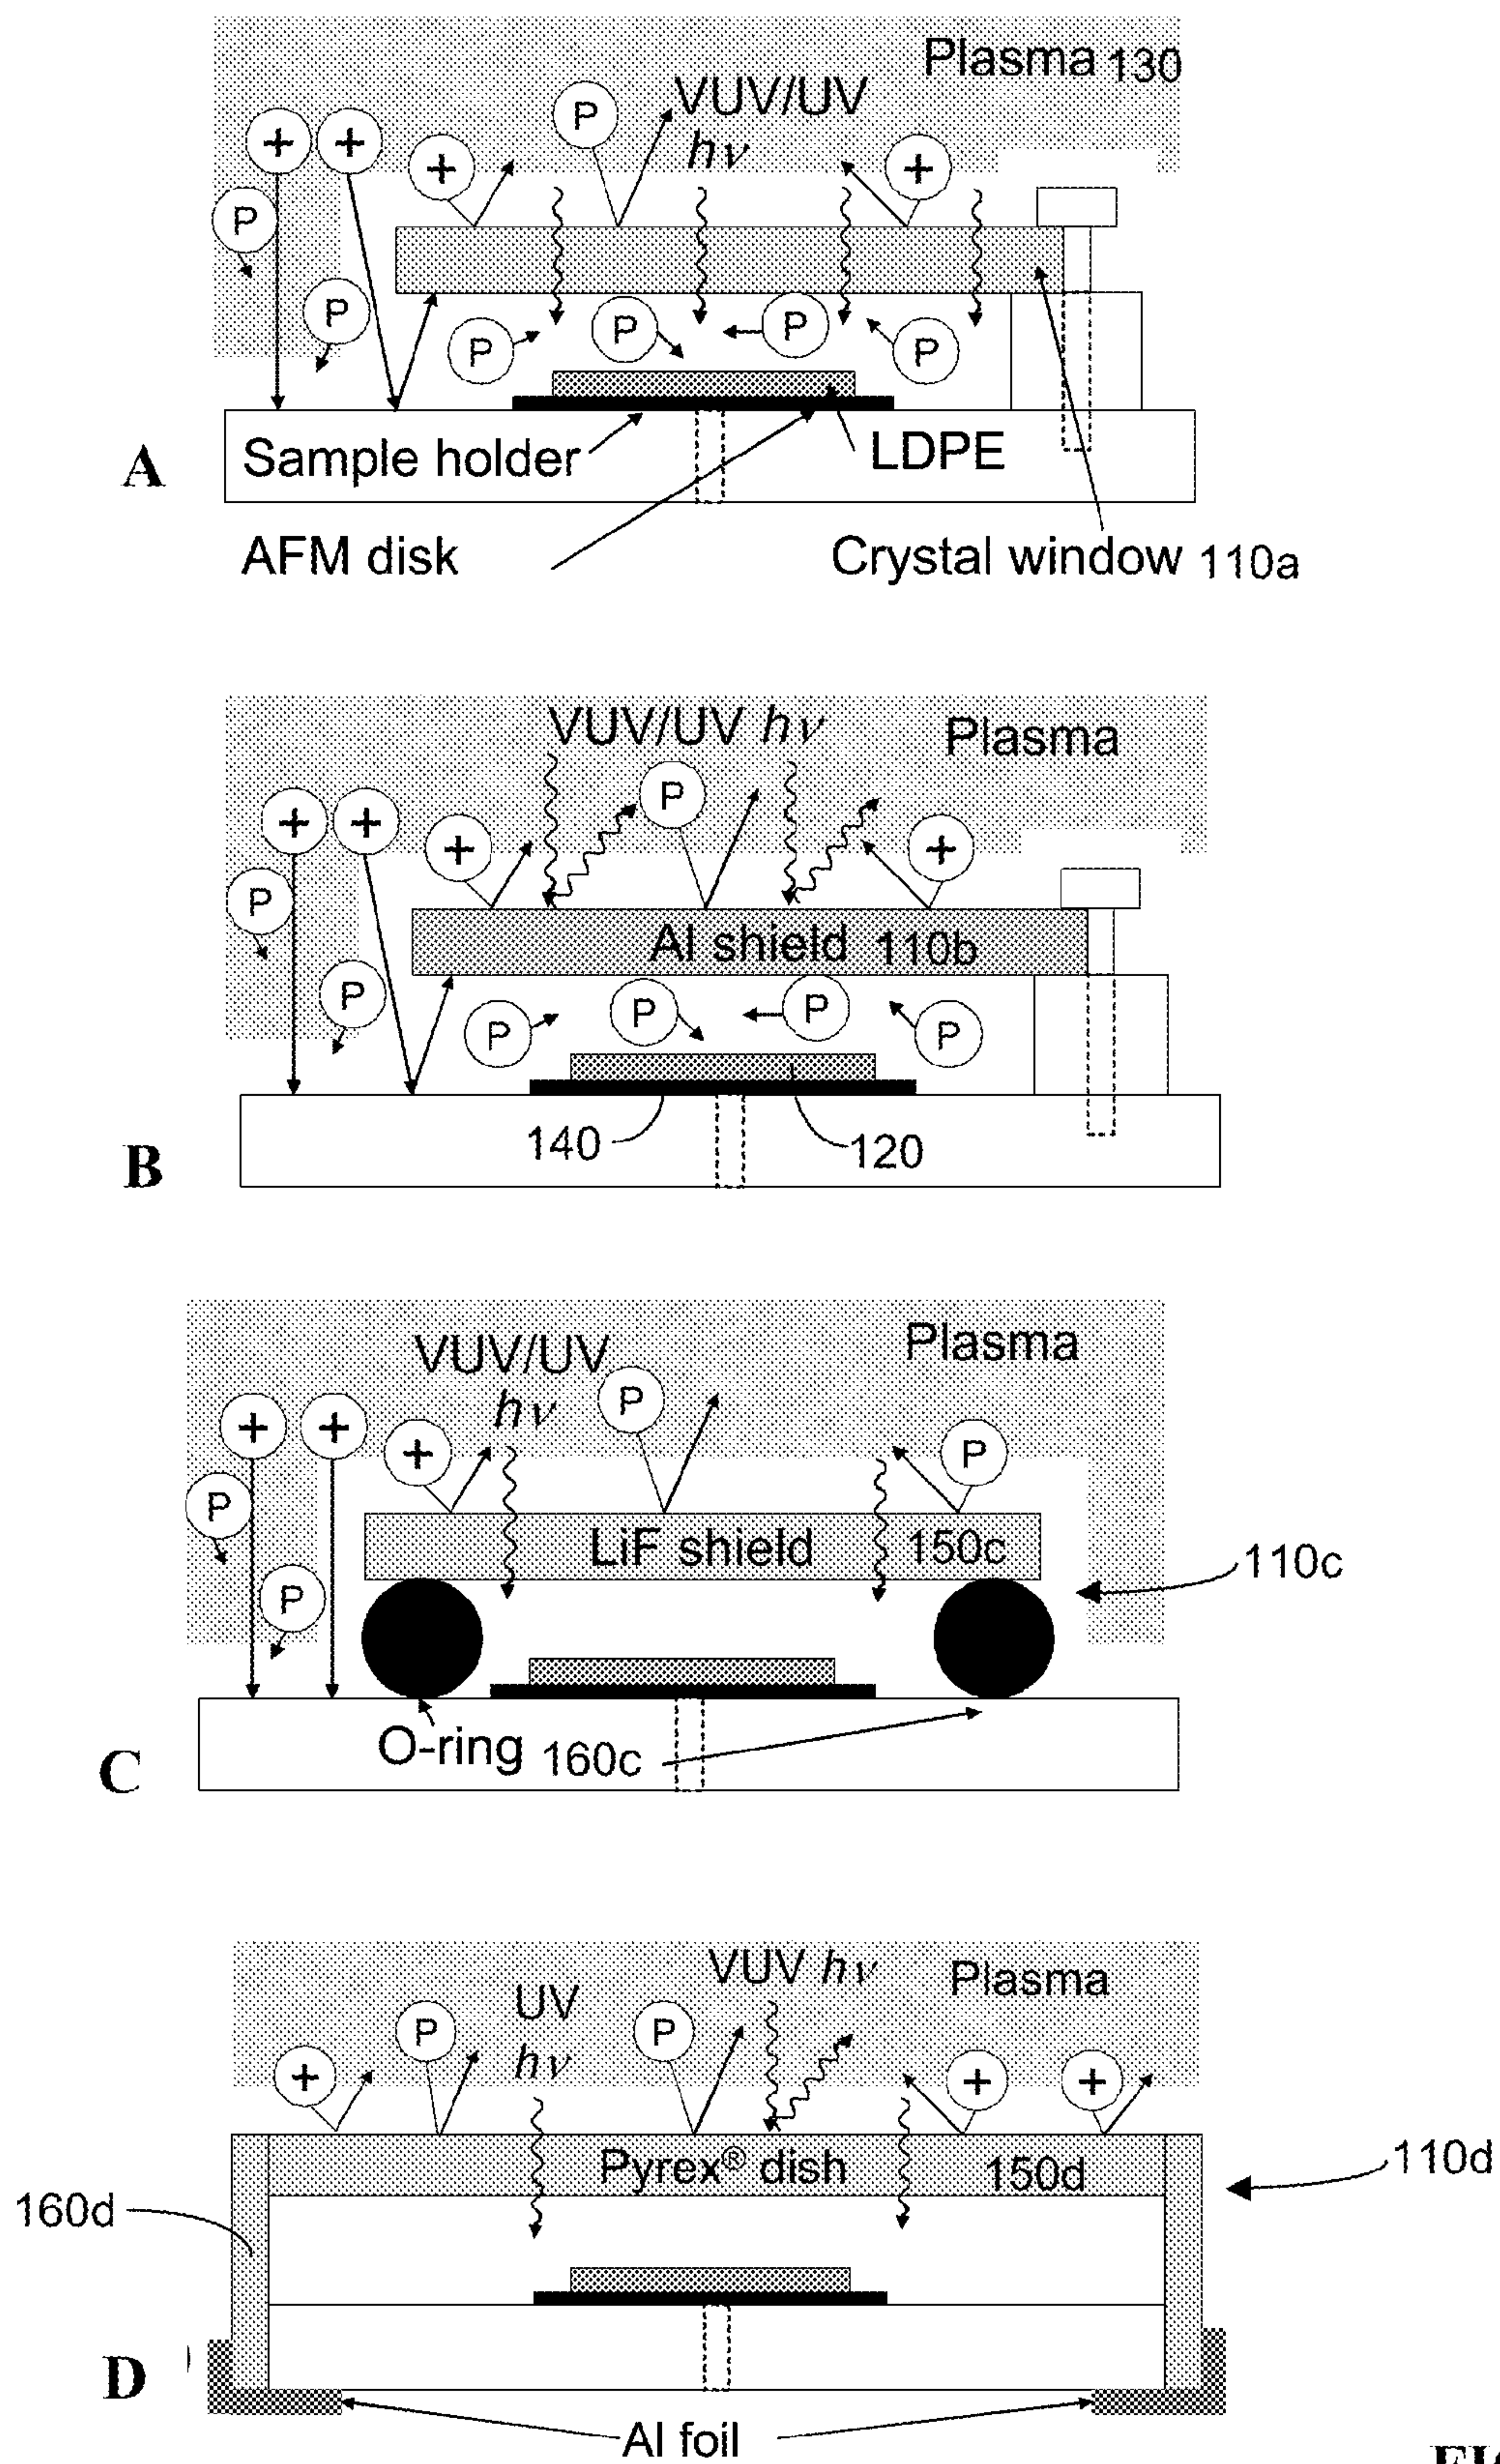 Plasma 130
VUV/UV
hν
P
+
+
+
+
P
P
P
P
P
P
A
Sample holder
LDPE
AFM disk
Crystal window 110a
VUV/UV hν
Plasma
P
+
+
+
+
P
Al shield 110b
P
P
P
P
P
140
120
B
VUV/UV
Plasma
hν
P
+
+
+
P
P
LiF shield 150c
110c
P
O-ring 160c
C
VUV hν
Plasma
UV
hν
P
P
+
+
+
Pyrex® dish 150d
110d
160d
D
Al foil